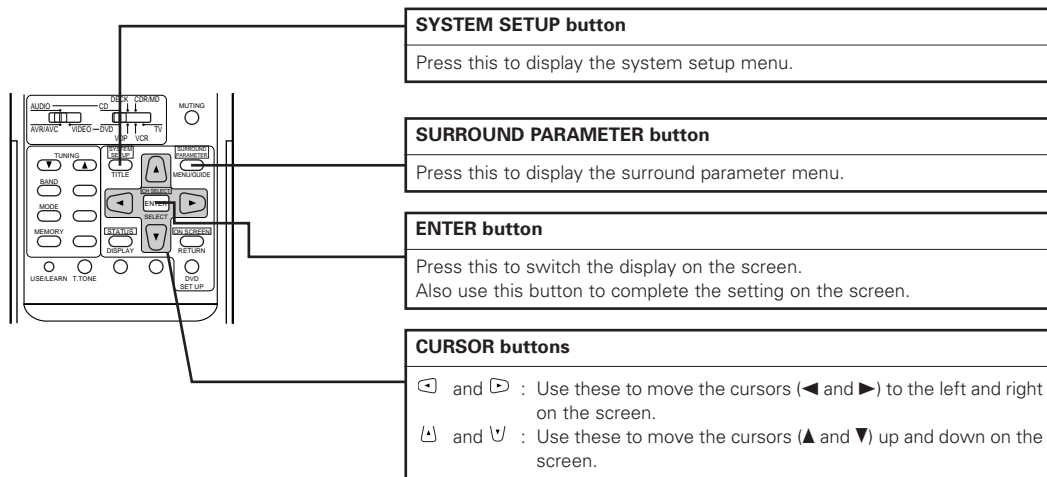 SYSTEM SETUP button
Press this to display the system setup menu.
SURROUND PARAMETER button
Press this to display the surround parameter menu.
ENTER button
Press this to switch the display on the screen.
Also use this button to complete the setting on the screen.
CURSOR buttons
◁ and ▷ : Use these to move the cursors (◀ and ▶) to the left and right
on the screen.
△ and ▽ : Use these to move the cursors (▲ and ▼) up and down on the
screen.
AUDIO CD DECK CDR/MD
MUTING
AVR/AVC VIDEO DVD VDP VCR TV
TUNING
SYSTEM
SETUP
TITLE
SURROUND
PARAMETER
MENU/GUIDE
BAND
CH SELECT
ENTER
SELECT
MODE
MEMORY
STATUS
DISPLAY
ON SCREEN
RETURN
USE/LEARN T.TONE
DVD
SET UP